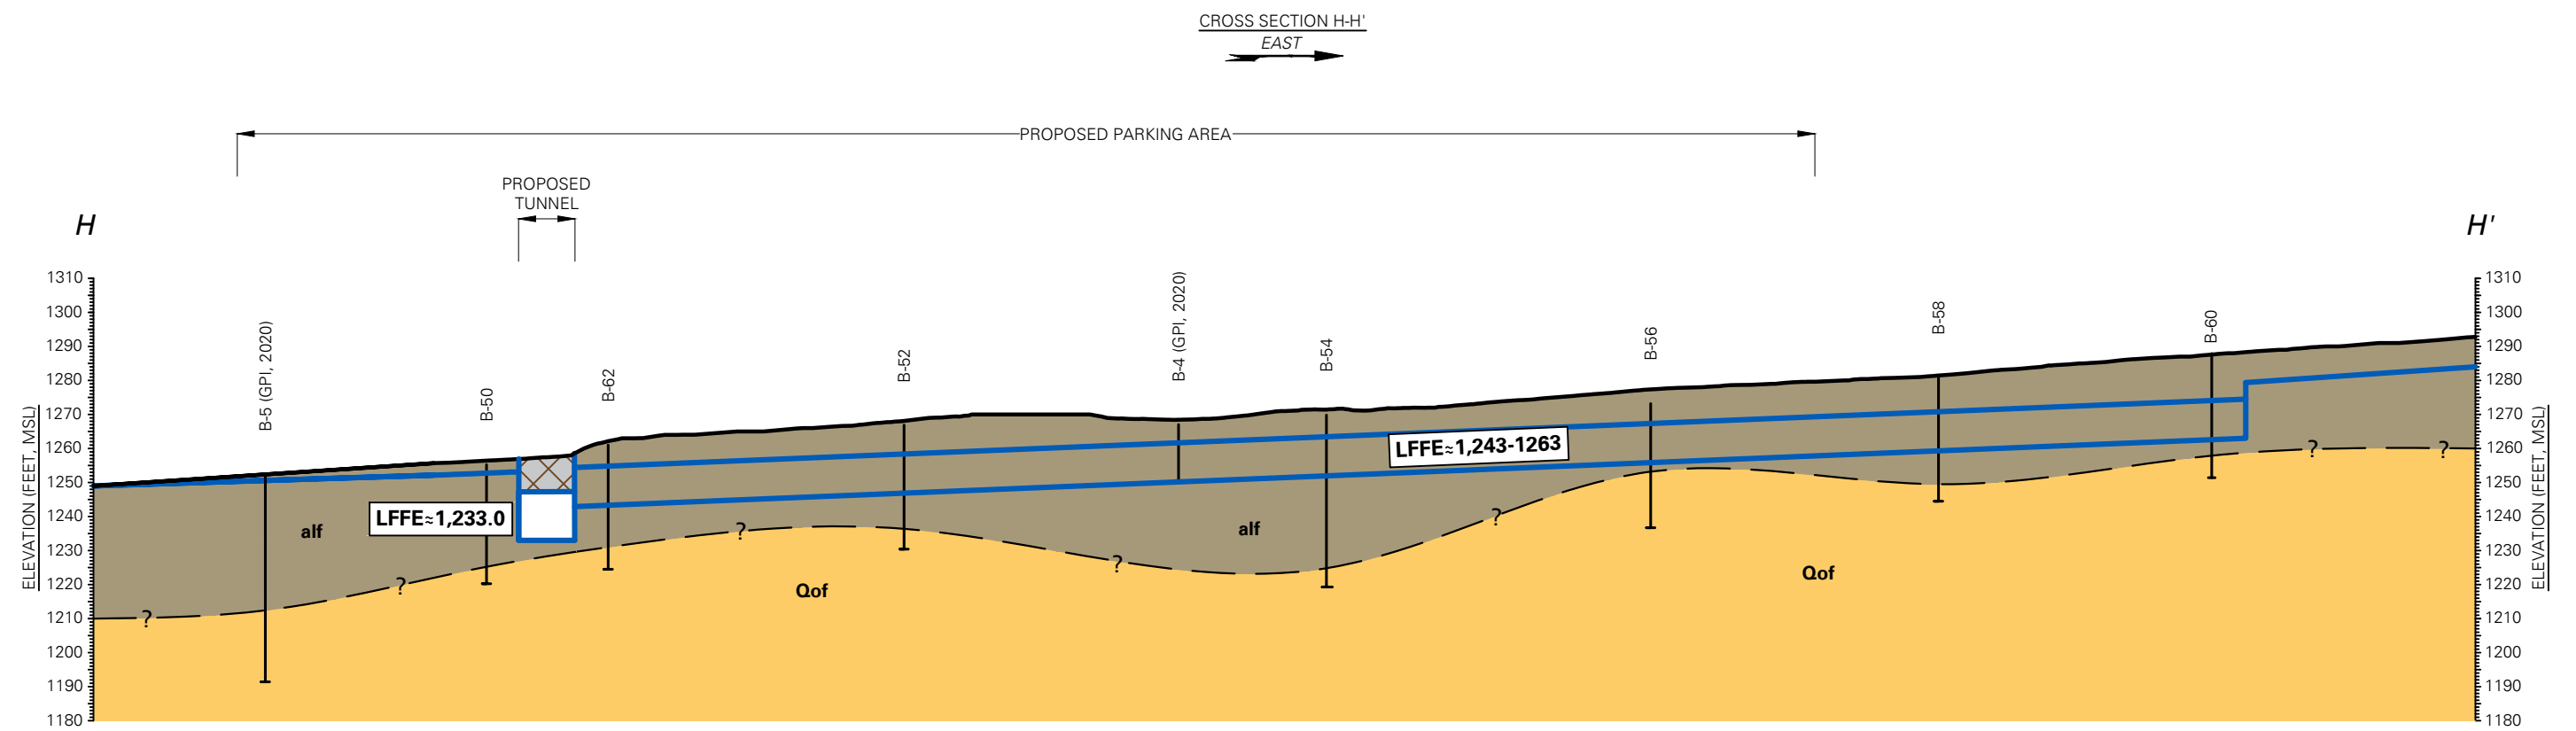 CROSS SECTION H-H'
EAST
PROPOSED PARKING AREA
PROPOSED
TUNNEL
H
H'
B-5 (GPI, 2020)
B-50
B-62
B-52
B-4 (GPI, 2020)
B-54
B-56
B-58
B-60
ELEVATION (FEET, MSL)
1310
1300
1290
1280
1270
1260
1250
1240
1230
1220
1210
1200
1190
1180
LFFE≈1,233.0
LFFE≈1,243-1263
alf
alf
Qof
Qof
?
?
?
?
?
?
?
1310
1300
1290
1280
1270
1260
1250
1240
1230
1220
1210
1200
1190
1180
ELEVATION (FEET, MSL)